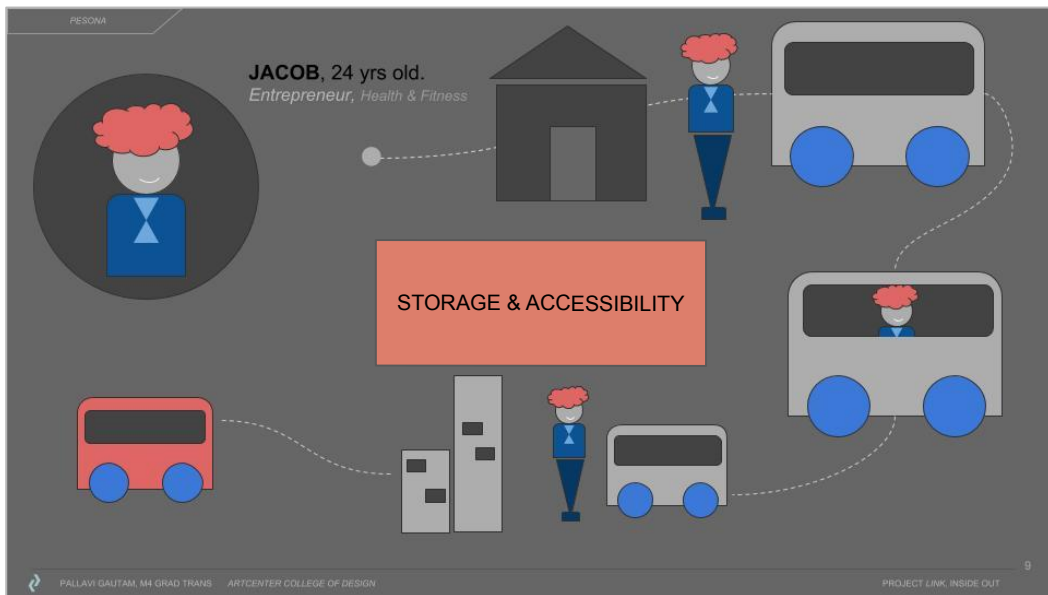 PESONA
JACOB, 24 yrs old.
Entrepreneur, Health & Fitness
STORAGE & ACCESSIBILITY
9
PALLAVI GAUTAM, M4 GRAD TRANS ARTCENTER COLLEGE OF DESIGN
PROJECT LINK, INSIDE OUT